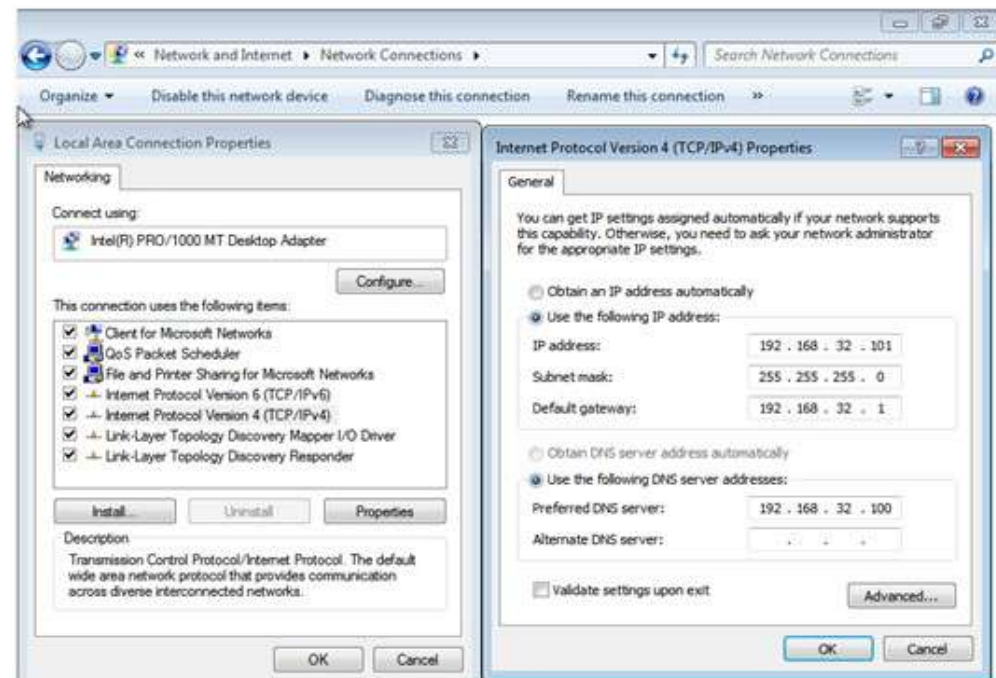 « Network and Internet ▸ Network Connections ▸
Search Network Connections
Organize ▾ Disable this network device Diagnose this connection Rename this connection »
Local Area Connection Properties
Networking
Connect using:
Intel(R) PRO/1000 MT Desktop Adapter
Configure...
This connection uses the following items:
Client for Microsoft Networks
QoS Packet Scheduler
File and Printer Sharing for Microsoft Networks
Internet Protocol Version 6 (TCP/IPv6)
Internet Protocol Version 4 (TCP/IPv4)
Link-Layer Topology Discovery Mapper I/O Driver
Link-Layer Topology Discovery Responder
Install... Uninstall Properties
Description
Transmission Control Protocol/Internet Protocol. The default
wide area network protocol that provides communication
across diverse interconnected networks.
OK Cancel
Internet Protocol Version 4 (TCP/IPv4) Properties
General
You can get IP settings assigned automatically if your network supports
this capability. Otherwise, you need to ask your network administrator
for the appropriate IP settings.
Obtain an IP address automatically
Use the following IP address:
IP address: 192 . 168 . 32 . 101
Subnet mask: 255 . 255 . 255 . 0
Default gateway: 192 . 168 . 32 . 1
Obtain DNS server address automatically
Use the following DNS server addresses:
Preferred DNS server: 192 . 168 . 32 . 100
Alternate DNS server: . . .
Validate settings upon exit
Advanced...
OK Cancel